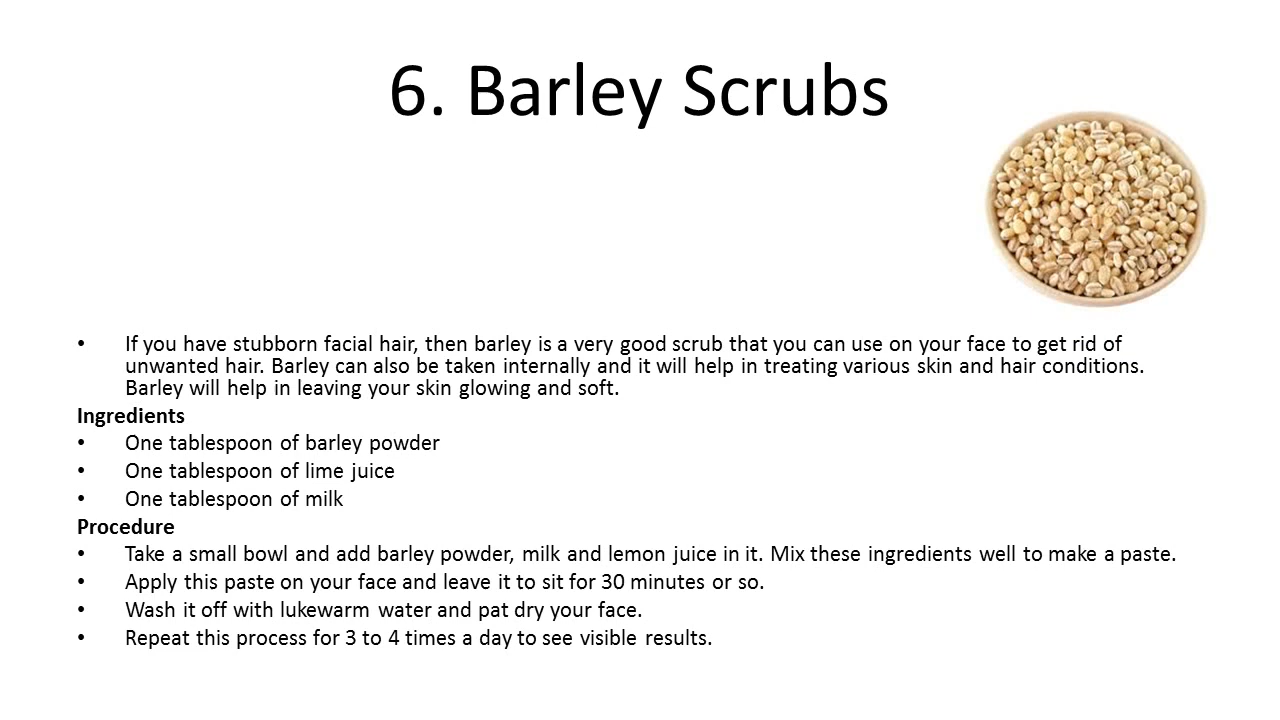 6. Barley Scrubs
• If you have stubborn facial hair, then barley is a very good scrub that you can use on your face to get rid of
unwanted hair. Barley can also be taken internally and it will help in treating various skin and hair conditions.
Barley will help in leaving your skin glowing and soft.
Ingredients
• One tablespoon of barley powder
• One tablespoon of lime juice
• One tablespoon of milk
Procedure
• Take a small bowl and add barley powder, milk and lemon juice in it. Mix these ingredients well to make a paste.
• Apply this paste on your face and leave it to sit for 30 minutes or so.
• Wash it off with lukewarm water and pat dry your face.
• Repeat this process for 3 to 4 times a day to see visible results.